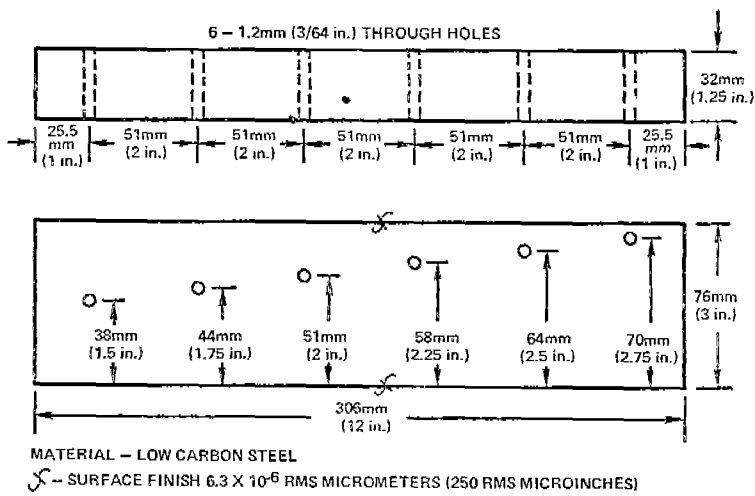 6 – 1.2mm (3/64 in.) THROUGH HOLES
32mm
(1.25 in.)
25.5
mm
(1 in.)
51mm
(2 in.)
51mm
(2 in.)
51mm
(2 in.)
51mm
(2 in.)
51mm
(2 in.)
25.5
mm
(1 in.)
38mm
(1.5 in.)
44mm
(1.75 in.)
51mm
(2 in.)
58mm
(2.25 in.)
64mm
(2.5 in.)
70mm
(2.75 in.)
76mm
(3 in.)
306mm
(12 in.)
MATERIAL – LOW CARBON STEEL
– SURFACE FINISH 6.3 X 10-6 RMS MICROMETERS (250 RMS MICROINCHES)